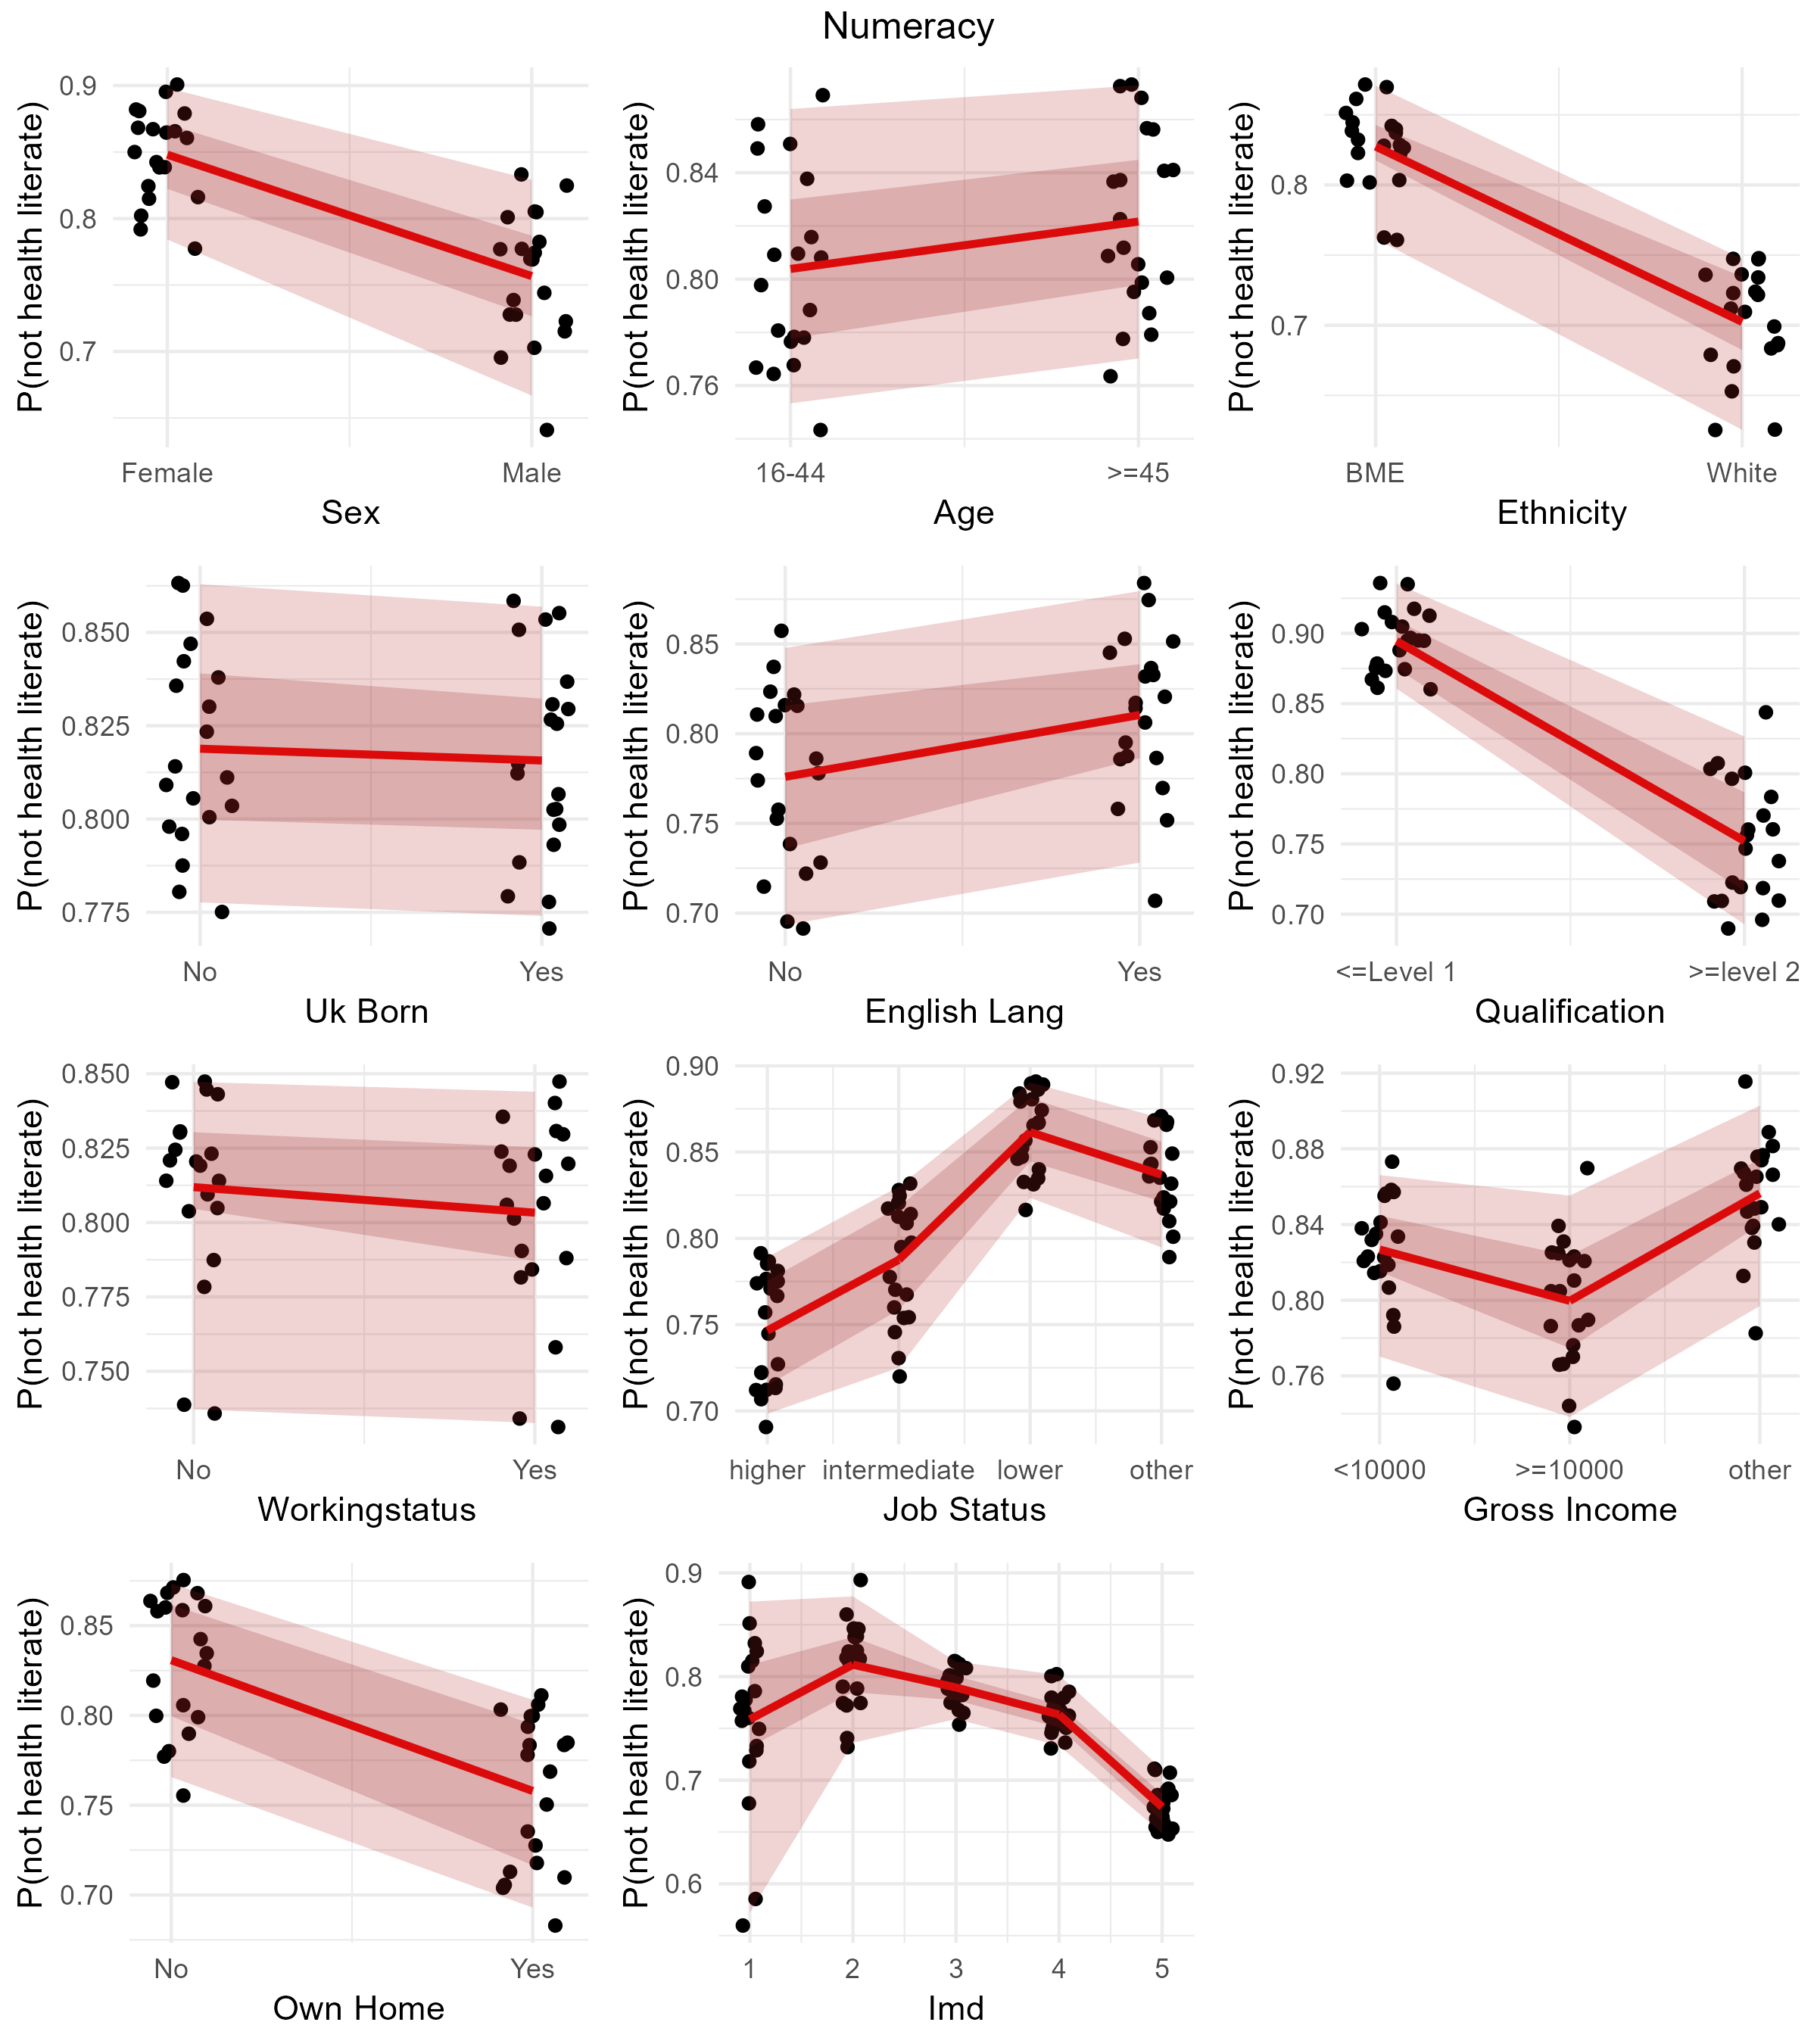 Numeracy
P(not health literate)
0.9
0.8
0.7
Female Male
Sex
P(not health literate)
0.84
0.80
0.76
16-44 >=45
Age
P(not health literate)
0.8
0.7
BME White
Ethnicity
P(not health literate)
0.850
0.825
0.800
0.775
No Yes
Uk Born
P(not health literate)
0.85
0.80
0.75
0.70
No Yes
English Lang
P(not health literate)
0.90
0.85
0.80
0.75
0.70
<=Level 1 >=level 2
Qualification
P(not health literate)
0.850
0.825
0.800
0.775
0.750
No Yes
Workingstatus
P(not health literate)
0.90
0.85
0.80
0.75
0.70
higher intermediate lower other
Job Status
P(not health literate)
0.92
0.88
0.84
0.80
0.76
<10000 >=10000 other
Gross Income
P(not health literate)
0.85
0.80
0.75
0.70
No Yes
Own Home
P(not health literate)
0.9
0.8
0.7
0.6
1 2 3 4 5
Imd